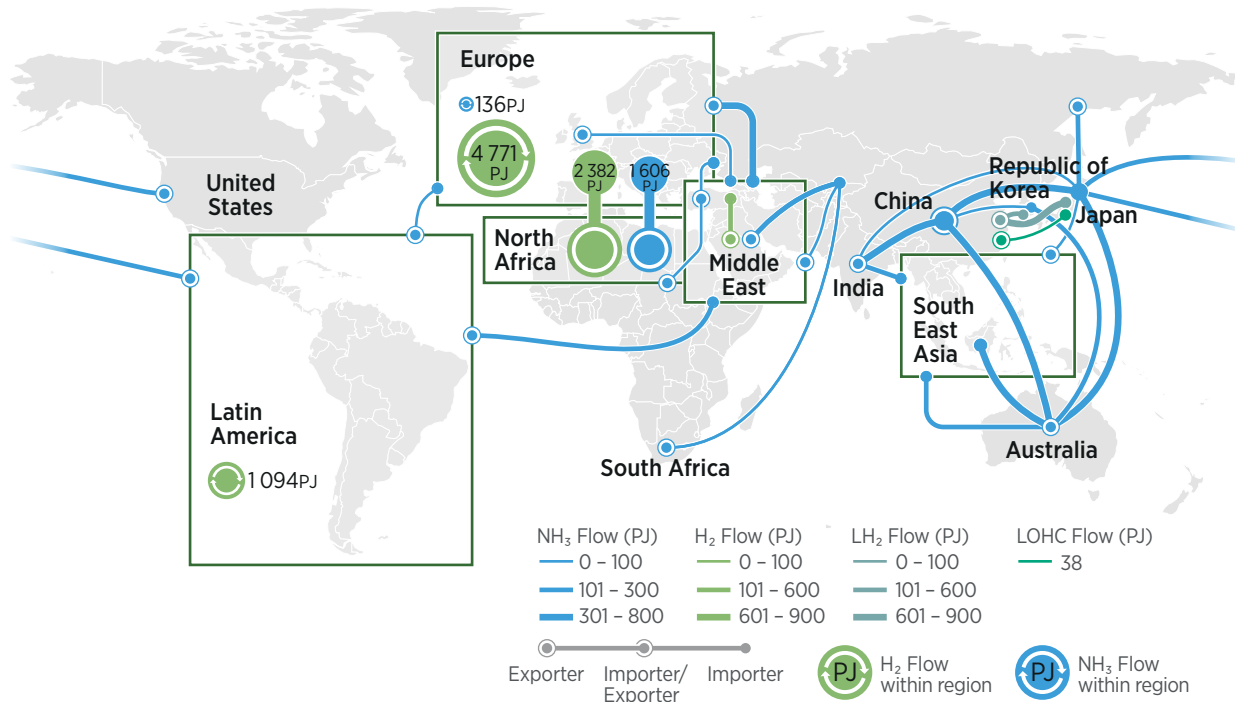 Europe
136PJ
4 771
PJ
2 382
PJ
1 606
PJ
United
States
North
Africa
Middle
East
Republic of
Korea
China
Japan
India
South
East
Asia
Latin
America
1 094PJ
South Africa
Australia
NH₃ Flow (PJ)
0 – 100
101 – 300
301 – 800
H₂ Flow (PJ)
0 – 100
101 – 600
601 – 900
LH₂ Flow (PJ)
0 – 100
101 – 600
601 – 900
LOHC Flow (PJ)
38
Exporter
Importer/
Exporter
Importer
PJ
H₂ Flow
within region
PJ
NH₃ Flow
within region